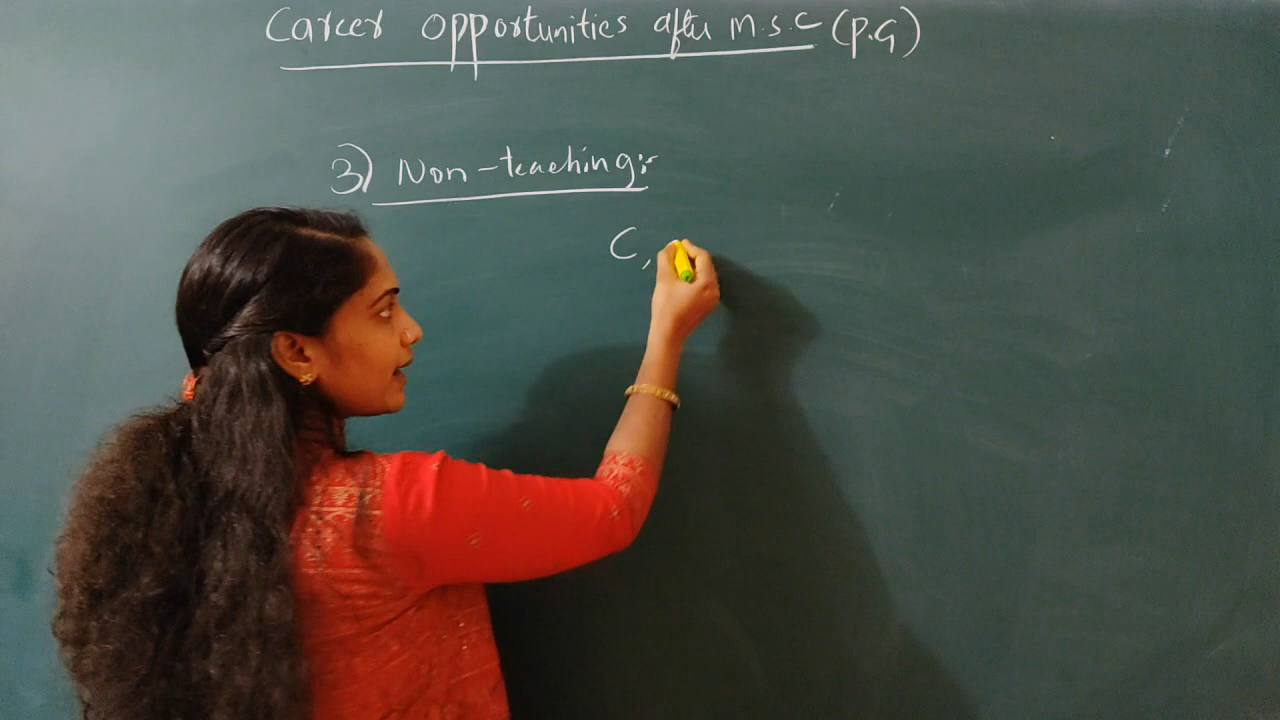 Career opportunities after M.S.C (P.G)
3) Non-teaching:-
C,